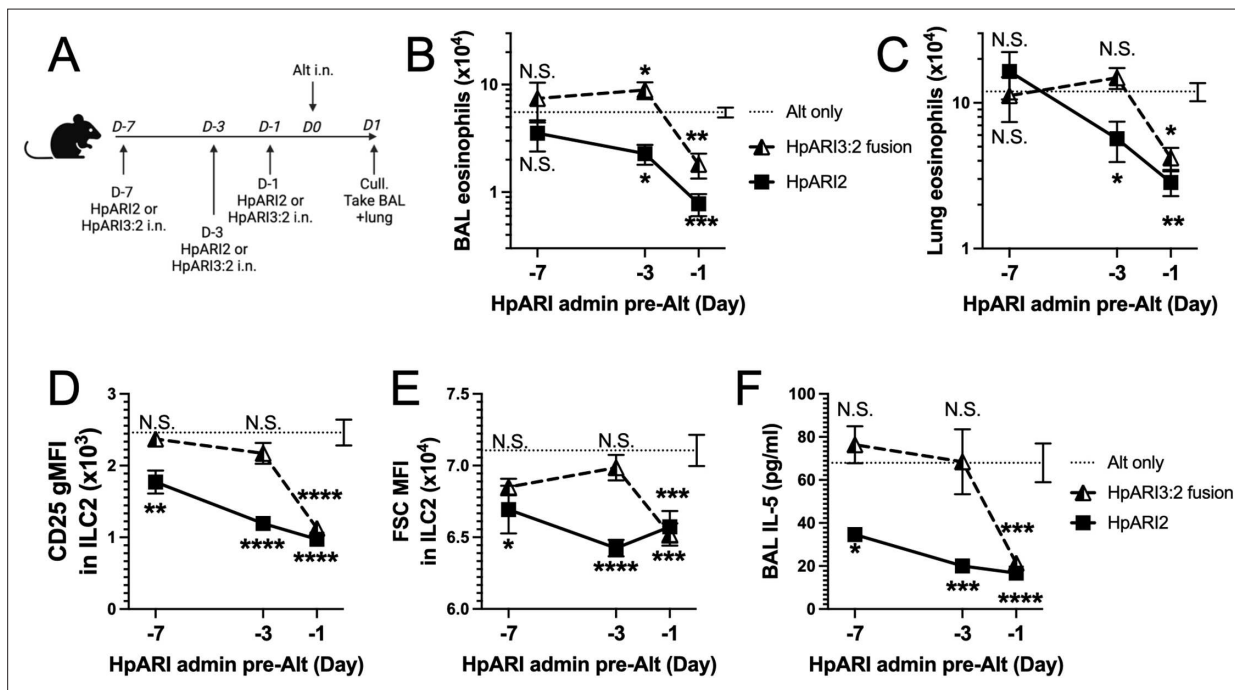 A
Alt i.n.
D-7
D-3
D-1
D0
D1
D-7
HpARI2 or
HpARI3:2 i.n.
D-3
HpARI2 or
HpARI3:2 i.n.
D-1
HpARI2 or
HpARI3:2 i.n.
Cull.
Take BAL
+lung
B
BAL eosinophils (x10⁴)
10
1
N.S.
*
**
N.S.
*
***
-7
-3
-1
HpARI admin pre-Alt (Day)
Alt only
HpARI3:2 fusion
HpARI2
C
Lung eosinophils (x10⁴)
10
1
N.S.
N.S.
*
N.S.
*
**
-7
-3
-1
HpARI admin pre-Alt (Day)
D
CD25 gMFI
in ILC2 (x10³)
3
2
1
0
N.S.
N.S.
****
**
****
****
-7
-3
-1
HpARI admin pre-Alt (Day)
E
FSC MFI
in ILC2 (x10⁴)
7.5
7.0
6.5
6.0
N.S.
N.S.
***
*
****
***
-7
-3
-1
HpARI admin pre-Alt (Day)
F
BAL IL-5 (pg/ml)
100
80
60
40
20
0
N.S.
N.S.
***
*
***
****
-7
-3
-1
HpARI admin pre-Alt (Day)
Alt only
HpARI3:2 fusion
HpARI2